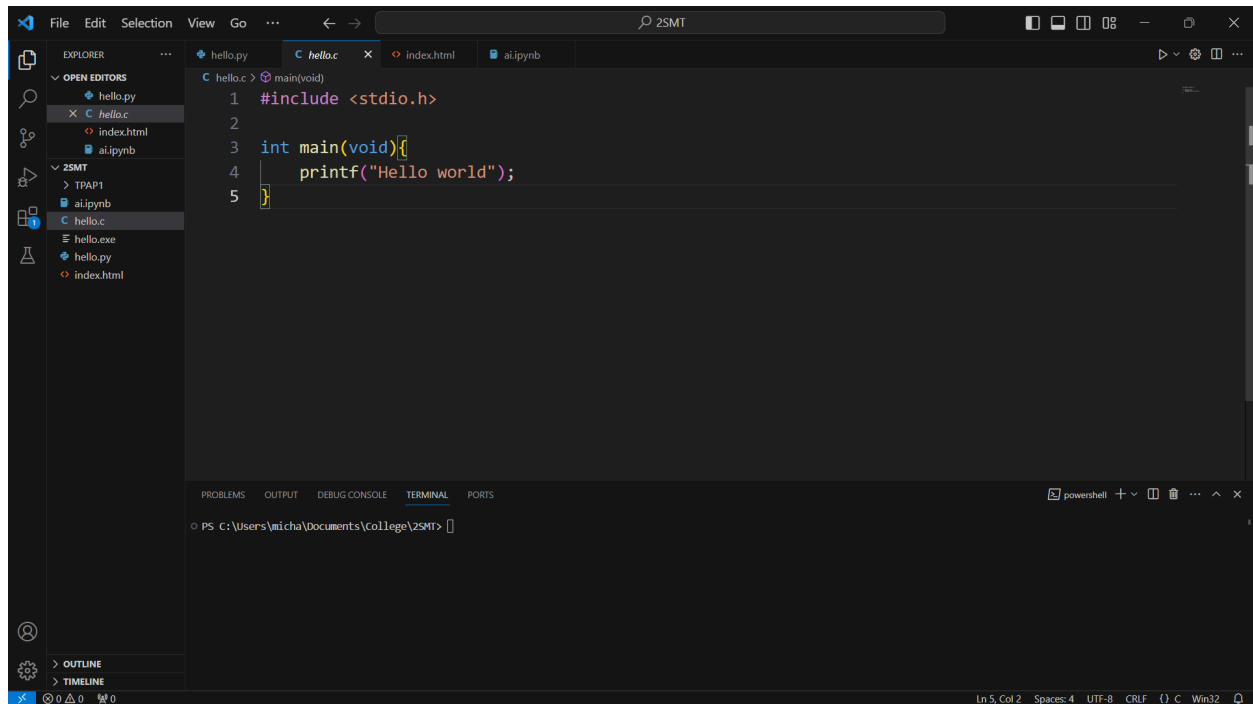 File Edit Selection View Go ··· 2SMT
EXPLORER ···
OPEN EDITORS
hello.py
C hello.c
index.html
ai.ipynb
2SMT
TPAP1
ai.ipynb
C hello.c
hello.exe
hello.py
index.html
OUTLINE
TIMELINE
hello.py C hello.c index.html ai.ipynb
C hello.c > main(void)
1 #include <stdio.h>
2
3 int main(void){
4 printf("Hello world");
5 }
PROBLEMS OUTPUT DEBUG CONSOLE TERMINAL PORTS powershell
PS C:\Users\micha\Documents\College\2SMT>
1
0 0 0 Ln 5, Col 2 Spaces: 4 UTF-8 CRLF {} C Win32